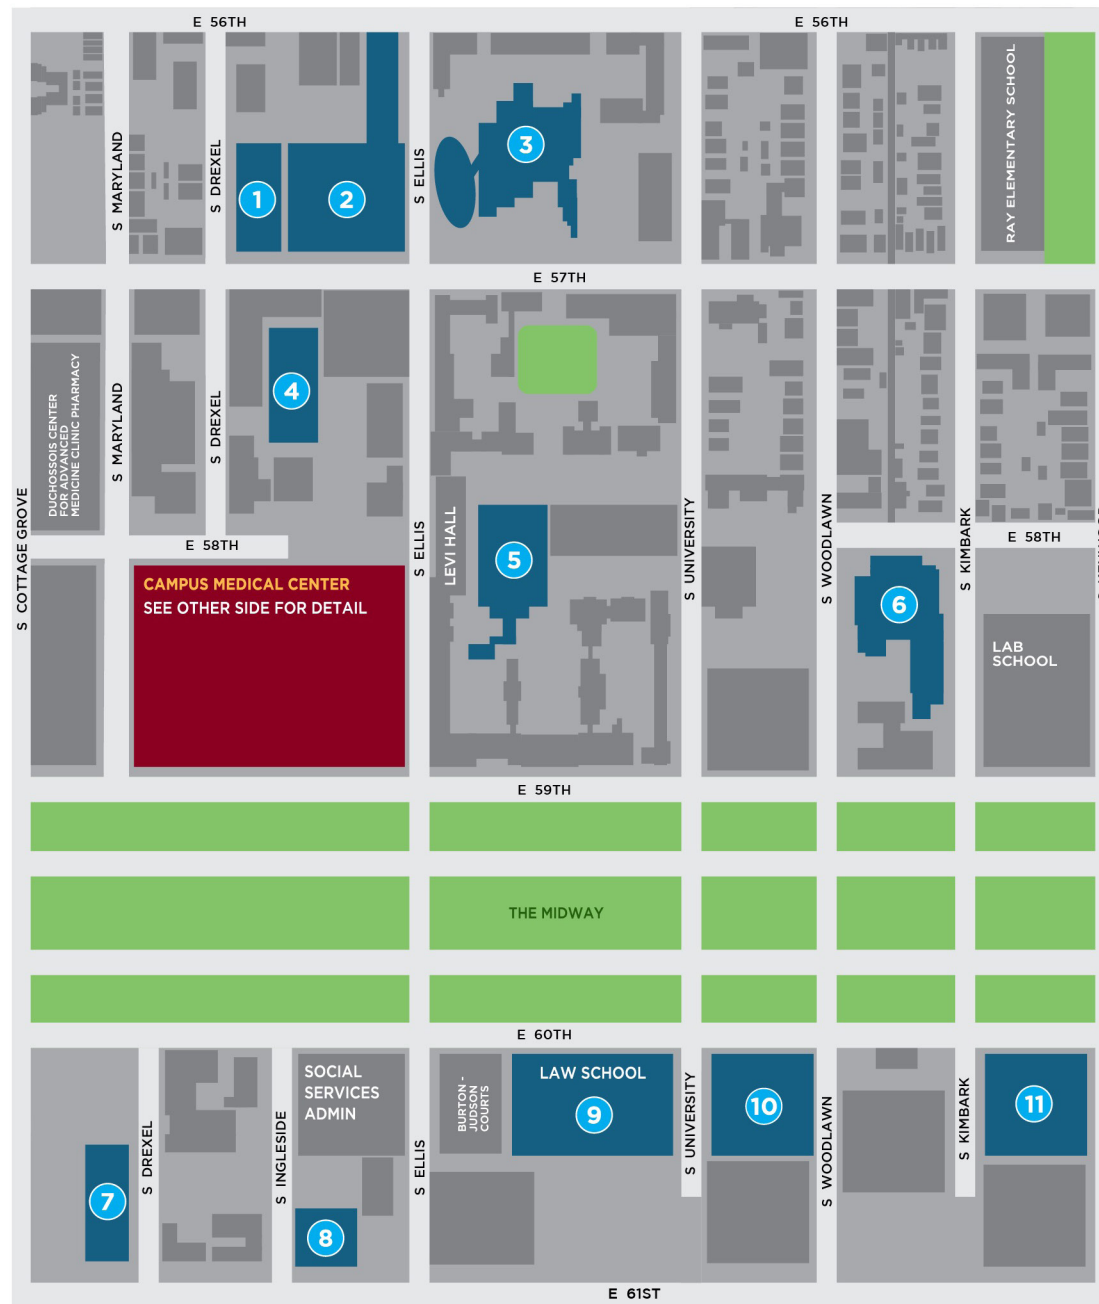 E 56TH
E 56TH
S MARYLAND
S DREXEL
S ELLIS
RAY ELEMENTARY SCHOOL
1
2
3
E 57TH
DUCHOSSOIS CENTER
FOR ADVANCED
MEDICINE CLINIC PHARMACY
S MARYLAND
S DREXEL
4
S COTTAGE GROVE
E 58TH
S ELLIS
LEVI HALL
5
S UNIVERSITY
S WOODLAWN
S KIMBARK
E 58TH
CAMPUS MEDICAL CENTER
SEE OTHER SIDE FOR DETAIL
6
LAB
SCHOOL
E 59TH
THE MIDWAY
E 60TH
S DREXEL
S INGLESIDE
SOCIAL
SERVICES
ADMIN
S ELLIS
BURTON -
JUDSON
COURTS
LAW SCHOOL
9
S UNIVERSITY
10
S WOODLAWN
S KIMBARK
11
7
8
E 61ST